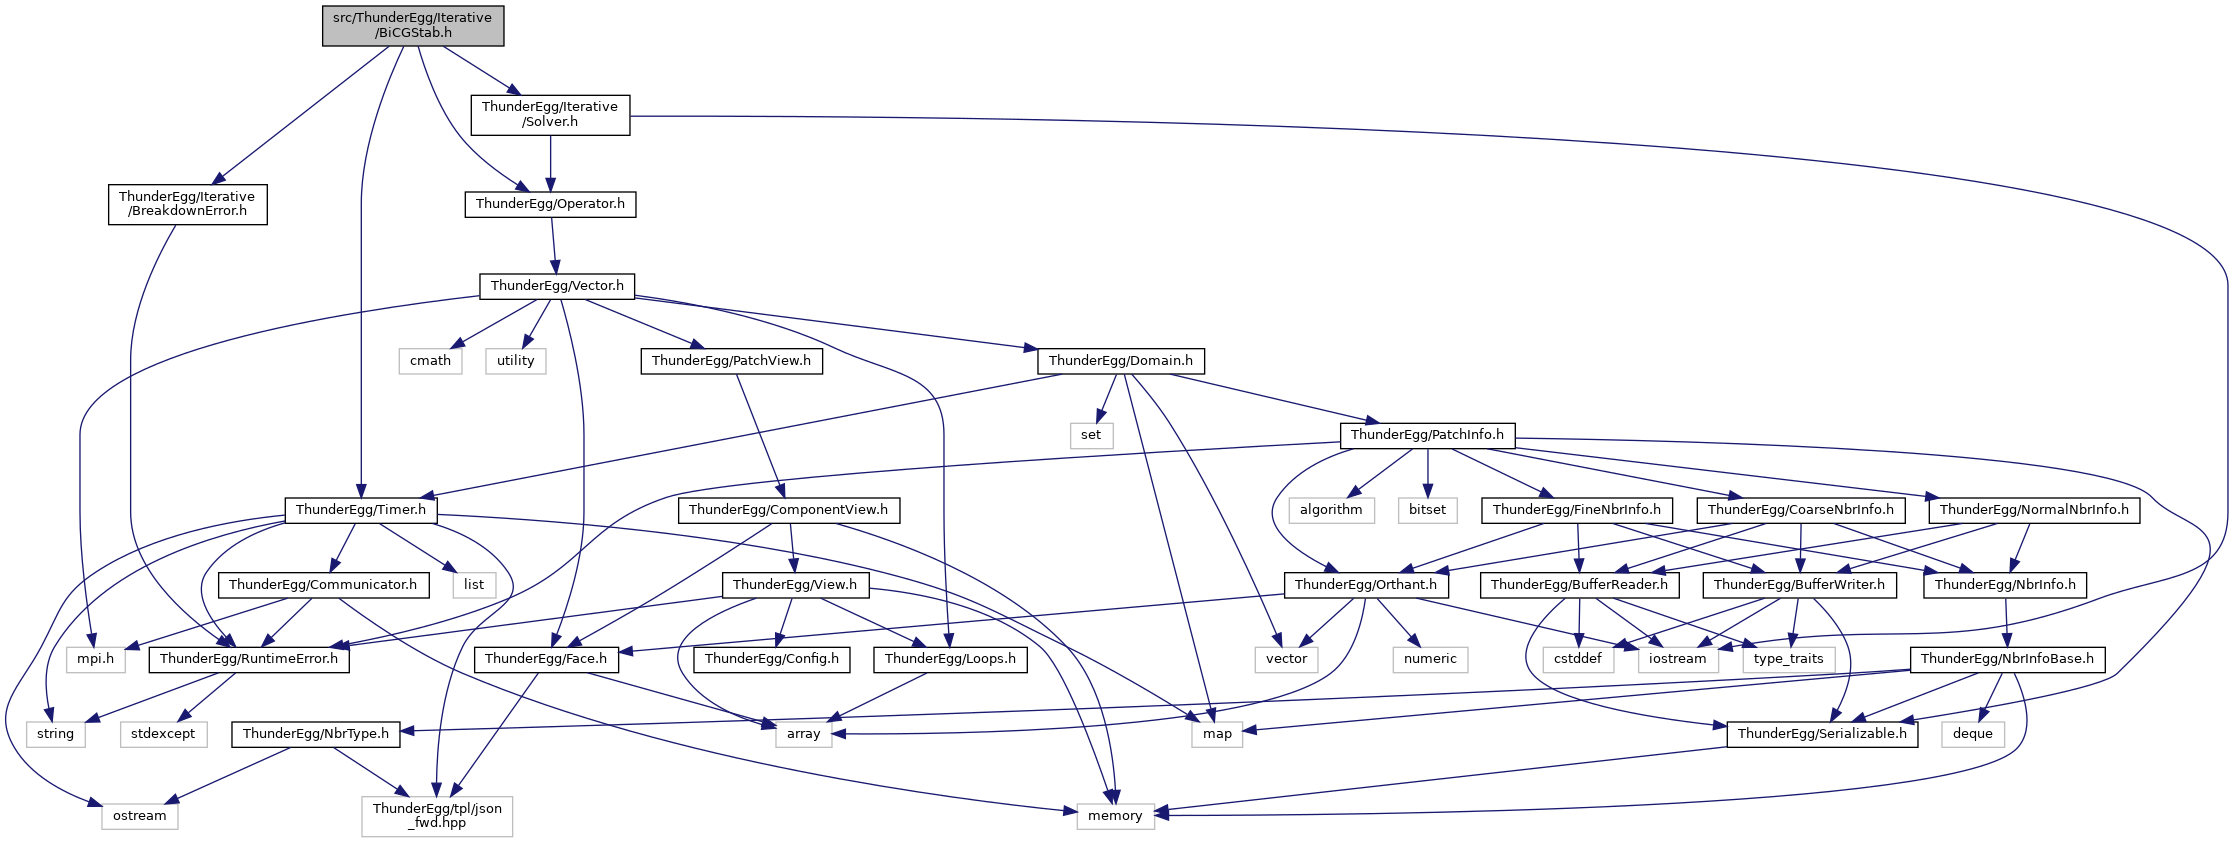 src/ThunderEgg/Iterative
/BiCGStab.h
ThunderEgg/Iterative
/Solver.h
ThunderEgg/Iterative
/BreakdownError.h
ThunderEgg/Operator.h
ThunderEgg/Vector.h
cmath
utility
ThunderEgg/PatchView.h
ThunderEgg/Domain.h
set
ThunderEgg/PatchInfo.h
ThunderEgg/Timer.h
ThunderEgg/ComponentView.h
algorithm
bitset
ThunderEgg/FineNbrInfo.h
ThunderEgg/CoarseNbrInfo.h
ThunderEgg/NormalNbrInfo.h
ThunderEgg/Communicator.h
list
ThunderEgg/View.h
ThunderEgg/Orthant.h
ThunderEgg/BufferReader.h
ThunderEgg/BufferWriter.h
ThunderEgg/NbrInfo.h
mpi.h
ThunderEgg/RuntimeError.h
ThunderEgg/Face.h
ThunderEgg/Config.h
ThunderEgg/Loops.h
vector
numeric
cstddef
iostream
type_traits
ThunderEgg/NbrInfoBase.h
string
stdexcept
ThunderEgg/NbrType.h
array
map
ThunderEgg/Serializable.h
deque
ostream
ThunderEgg/tpl/json
_fwd.hpp
memory